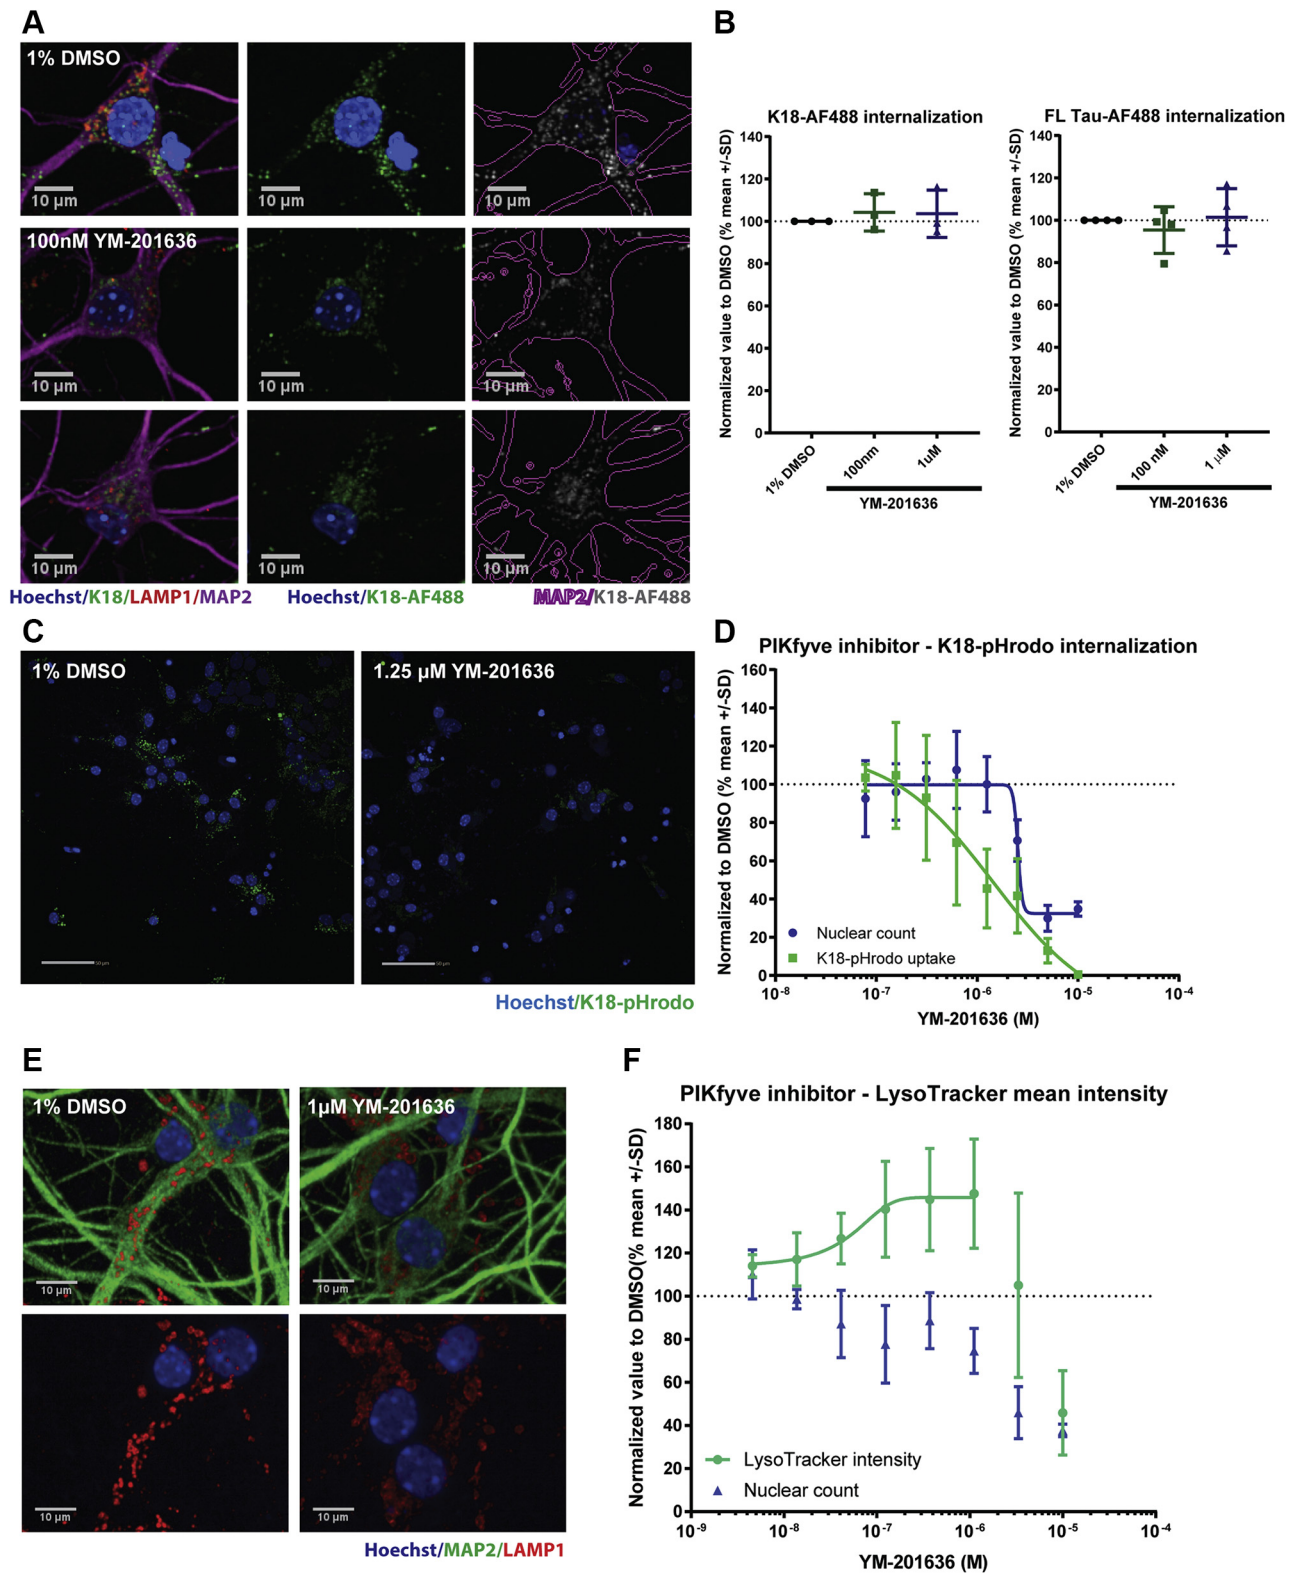 A
1% DMSO
10 µm
10 µm
10 µm
100nM YM-201636
10 µm
10 µm
10 µm
10 µm
10 µm
10 µm
Hoechst/K18/LAMP1/MAP2
Hoechst/K18-AF488
MAP2/K18-AF488
B
K18-AF488 internalization
Normalized value to DMSO (% mean +/-SD)
140
120
100
80
60
40
20
0
1% DMSO
100nm
1uM
YM-201636
FL Tau-AF488 internalization
Normalized value to DMSO (% mean +/-SD)
140
120
100
80
60
40
20
0
1% DMSO
100 nM
1 µM
YM-201636
C
1% DMSO
1.25 µM YM-201636
Hoechst/K18-pHrodo
D
PIKfyve inhibitor - K18-pHrodo internalization
Normalized to DMSO (% mean +/-SD)
160
140
120
100
80
60
40
20
0
Nuclear count
K18-pHrodo uptake
10-8
10-7
10-6
10-5
10-4
YM-201636 (M)
E
1% DMSO
10 µm
1µM YM-201636
10 µm
10 µm
10 µm
Hoechst/MAP2/LAMP1
F
PIKfyve inhibitor - LysoTracker mean intensity
Normalized value to DMSO(% mean +/-SD)
180
160
140
120
100
80
60
40
20
0
LysoTracker intensity
Nuclear count
10-9
10-8
10-7
10-6
10-5
10-4
YM-201636 (M)